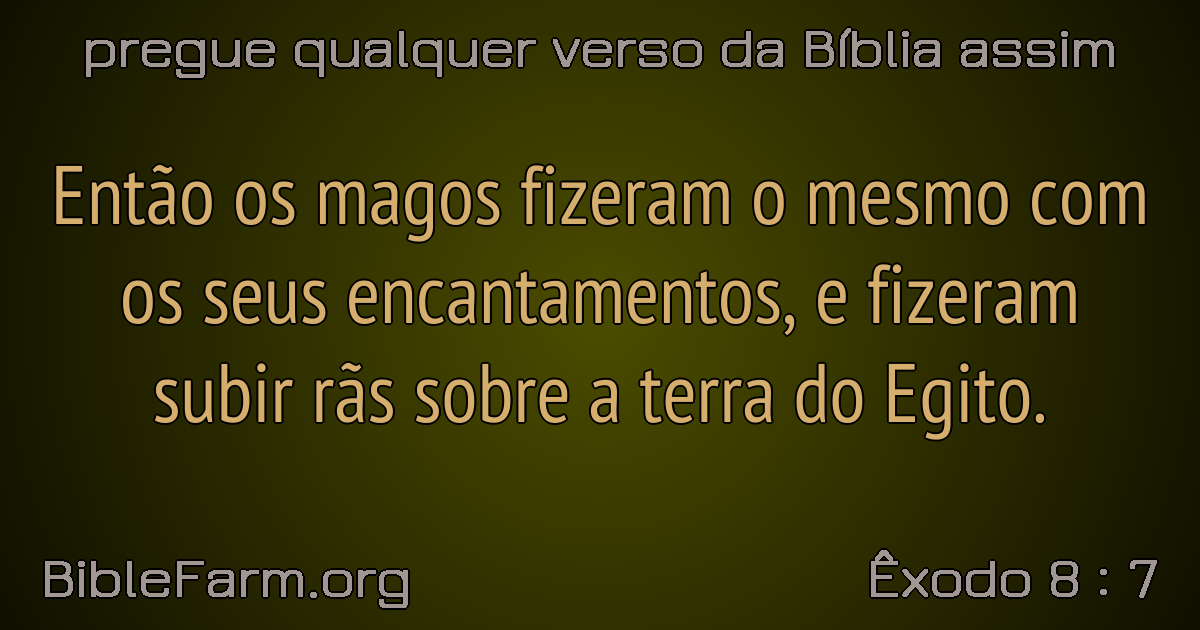 pregue qualquer verso da Bíblia assim
Então os magos fizeram o mesmo com
os seus encantamentos, e fizeram
subir rãs sobre a terra do Egito.
BibleFarm.org
Êxodo 8 : 7